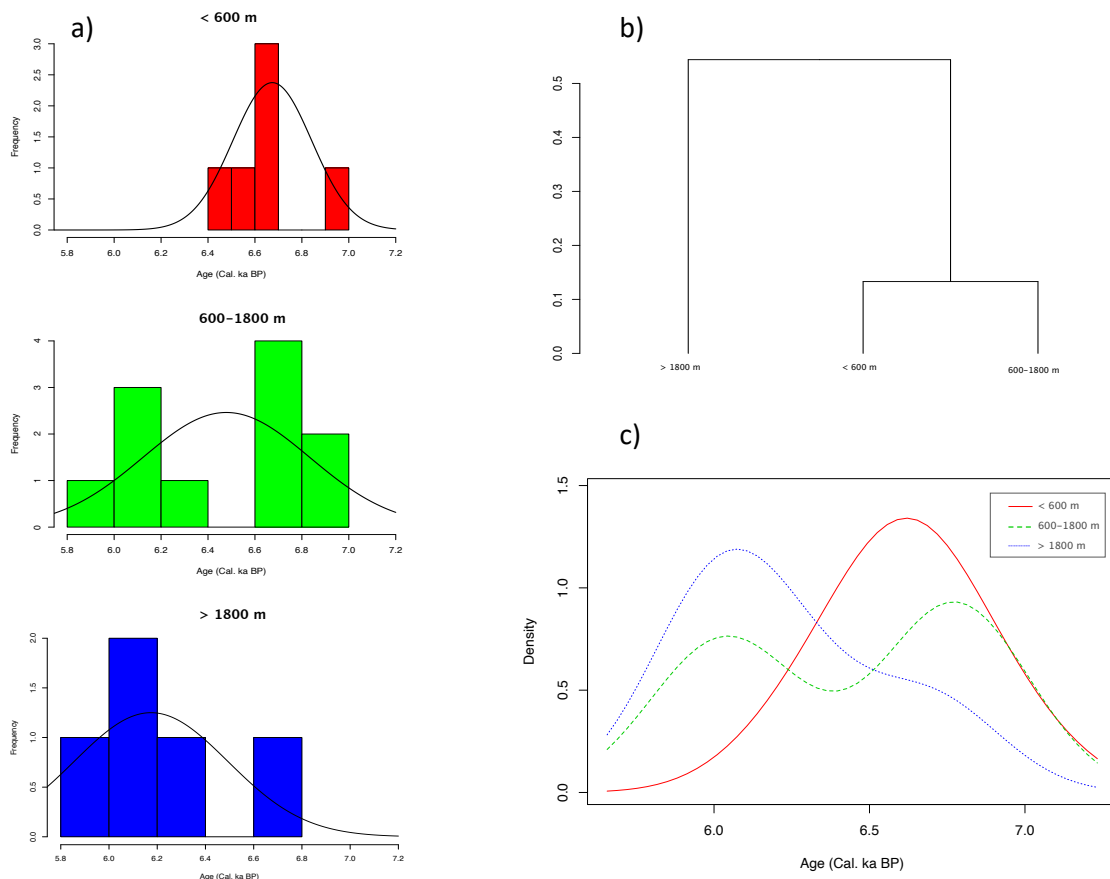 a)
< 600 m
3.0
2.5
2.0
1.5
1.0
0.5
0.0
Frequency
5.8 6.0 6.2 6.4 6.6 6.8 7.0 7.2
Age (Cal. ka BP)
600–1800 m
4
3
2
1
0
Frequency
5.8 6.0 6.2 6.4 6.6 6.8 7.0 7.2
Age (Cal. ka BP)
> 1800 m
2.0
1.5
1.0
0.5
0.0
Frequency
5.8 6.0 6.2 6.4 6.6 6.8 7.0 7.2
Age (Cal. ka BP)
b)
0.5
0.4
0.3
0.2
0.1
0.0
> 1800 m < 600 m 600–1800 m
c)
1.5
1.0
0.5
0.0
Density
< 600 m
600–1800 m
> 1800 m
6.0 6.5 7.0
Age (Cal. ka BP)